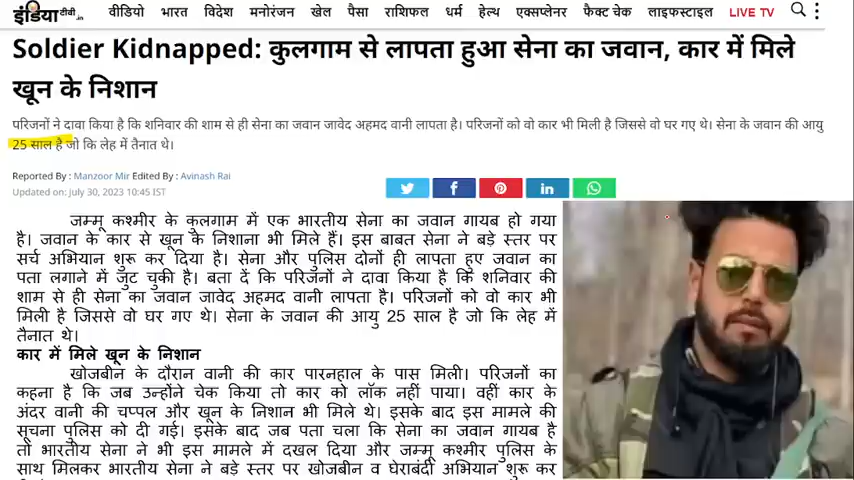 इंडिया टीवी.in
वीडियो भारत विदेश मनोरंजन खेल पैसा राशिफल धर्म हेल्थ एक्सप्लेनर फैक्ट चेक लाइफस्टाइल LIVE TV
Soldier Kidnapped: कुलगाम से लापता हुआ सेना का जवान, कार में मिले
खून के निशान
परिजनों ने दावा किया है कि शनिवार की शाम से ही सेना का जवान जावेद अहमद वानी लापता है। परिजनों को वो कार भी मिली है जिससे वो घर गए थे। सेना के जवान की आयु
25 साल है जो कि लेह में तैनात थे।
Reported By : Manzoor Mir Edited By : Avinash Rai
Updated on: July 30, 2023 10:45 IST
जम्मू कश्मीर के कुलगाम में एक भारतीय सेना का जवान गायब हो गया
है। जवान के कार से खून के निशाना भी मिले हैं। इस बाबत सेना ने बड़े स्तर पर
सर्च अभियान शुरू कर दिया है। सेना और पुलिस दोनों ही लापता हुए जवान का
पता लगाने में जुट चुकी है। बता दें कि परिजनों ने दावा किया है कि शनिवार की
शाम से ही सेना का जवान जावेद अहमद वानी लापता है। परिजनों को वो कार भी
मिली है जिससे वो घर गए थे। सेना के जवान की आयु 25 साल है जो कि लेह में
तैनात थे।
कार में मिले खून के निशान
खोजबीन के दौरान वानी की कार पारनहाल के पास मिली। परिजनों का
कहना है कि जब उन्होंने चेक किया तो कार को लॉक नहीं पाया। वहीं कार के
अंदर वानी की चप्पल और खून के निशान भी मिले थे। इसके बाद इस मामले की
सूचना पुलिस को दी गई। इसके बाद जब पता चला कि सेना का जवान गायब है
तो भारतीय सेना ने भी इस मामले में दखल दिया और जम्मू कश्मीर पुलिस के
साथ मिलकर भारतीय सेना ने बड़े स्तर पर खोजबीन व घेराबंदी अभियान शुरू कर